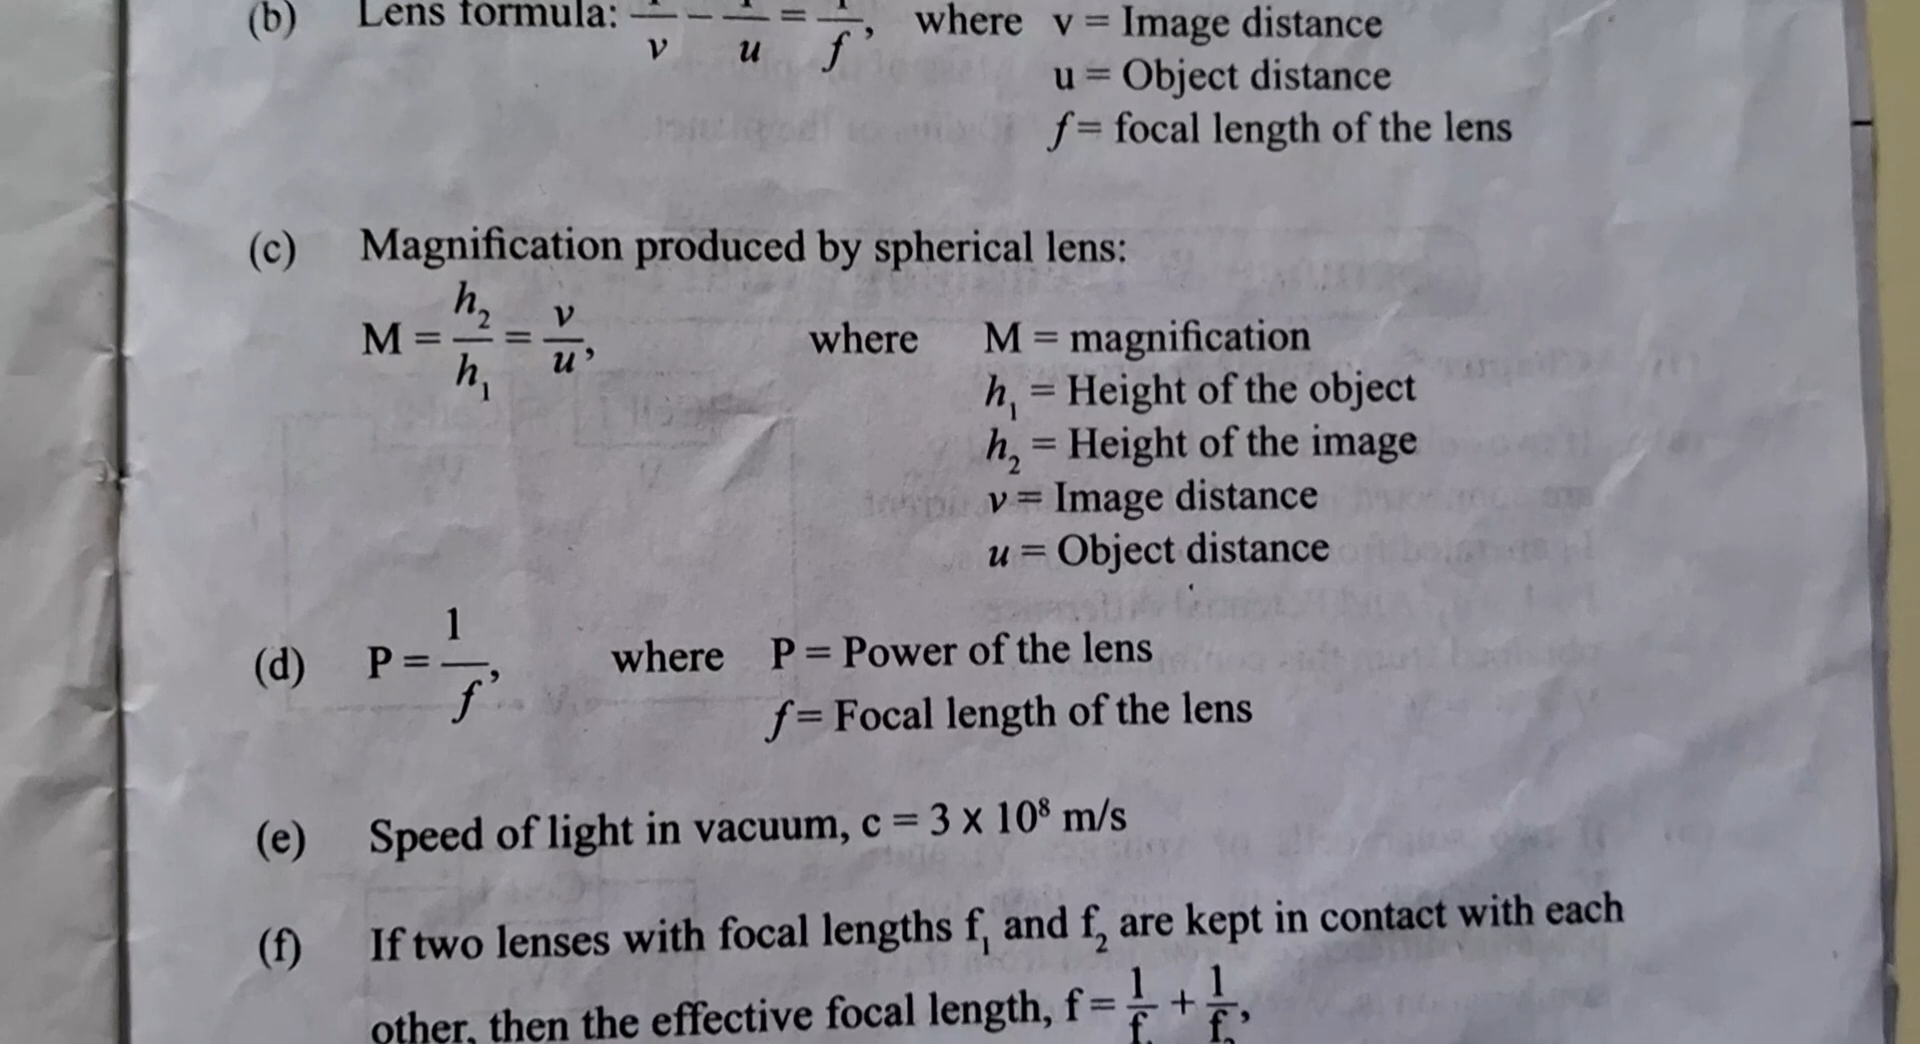 (b) Lens formula: 1/v − 1/u = 1/f, where v = Image distance
u = Object distance
f = focal length of the lens
(c) Magnification produced by spherical lens:
M = h₂/h₁ = v/u, where M = magnification
h₁ = Height of the object
h₂ = Height of the image
v = Image distance
u = Object distance
(d) P = 1/f, where P = Power of the lens
f = Focal length of the lens
(e) Speed of light in vacuum, c = 3 x 10⁸ m/s
(f) If two lenses with focal lengths f₁ and f₂ are kept in contact with each
other, then the effective focal length, f = 1/f₁ + 1/f₂,